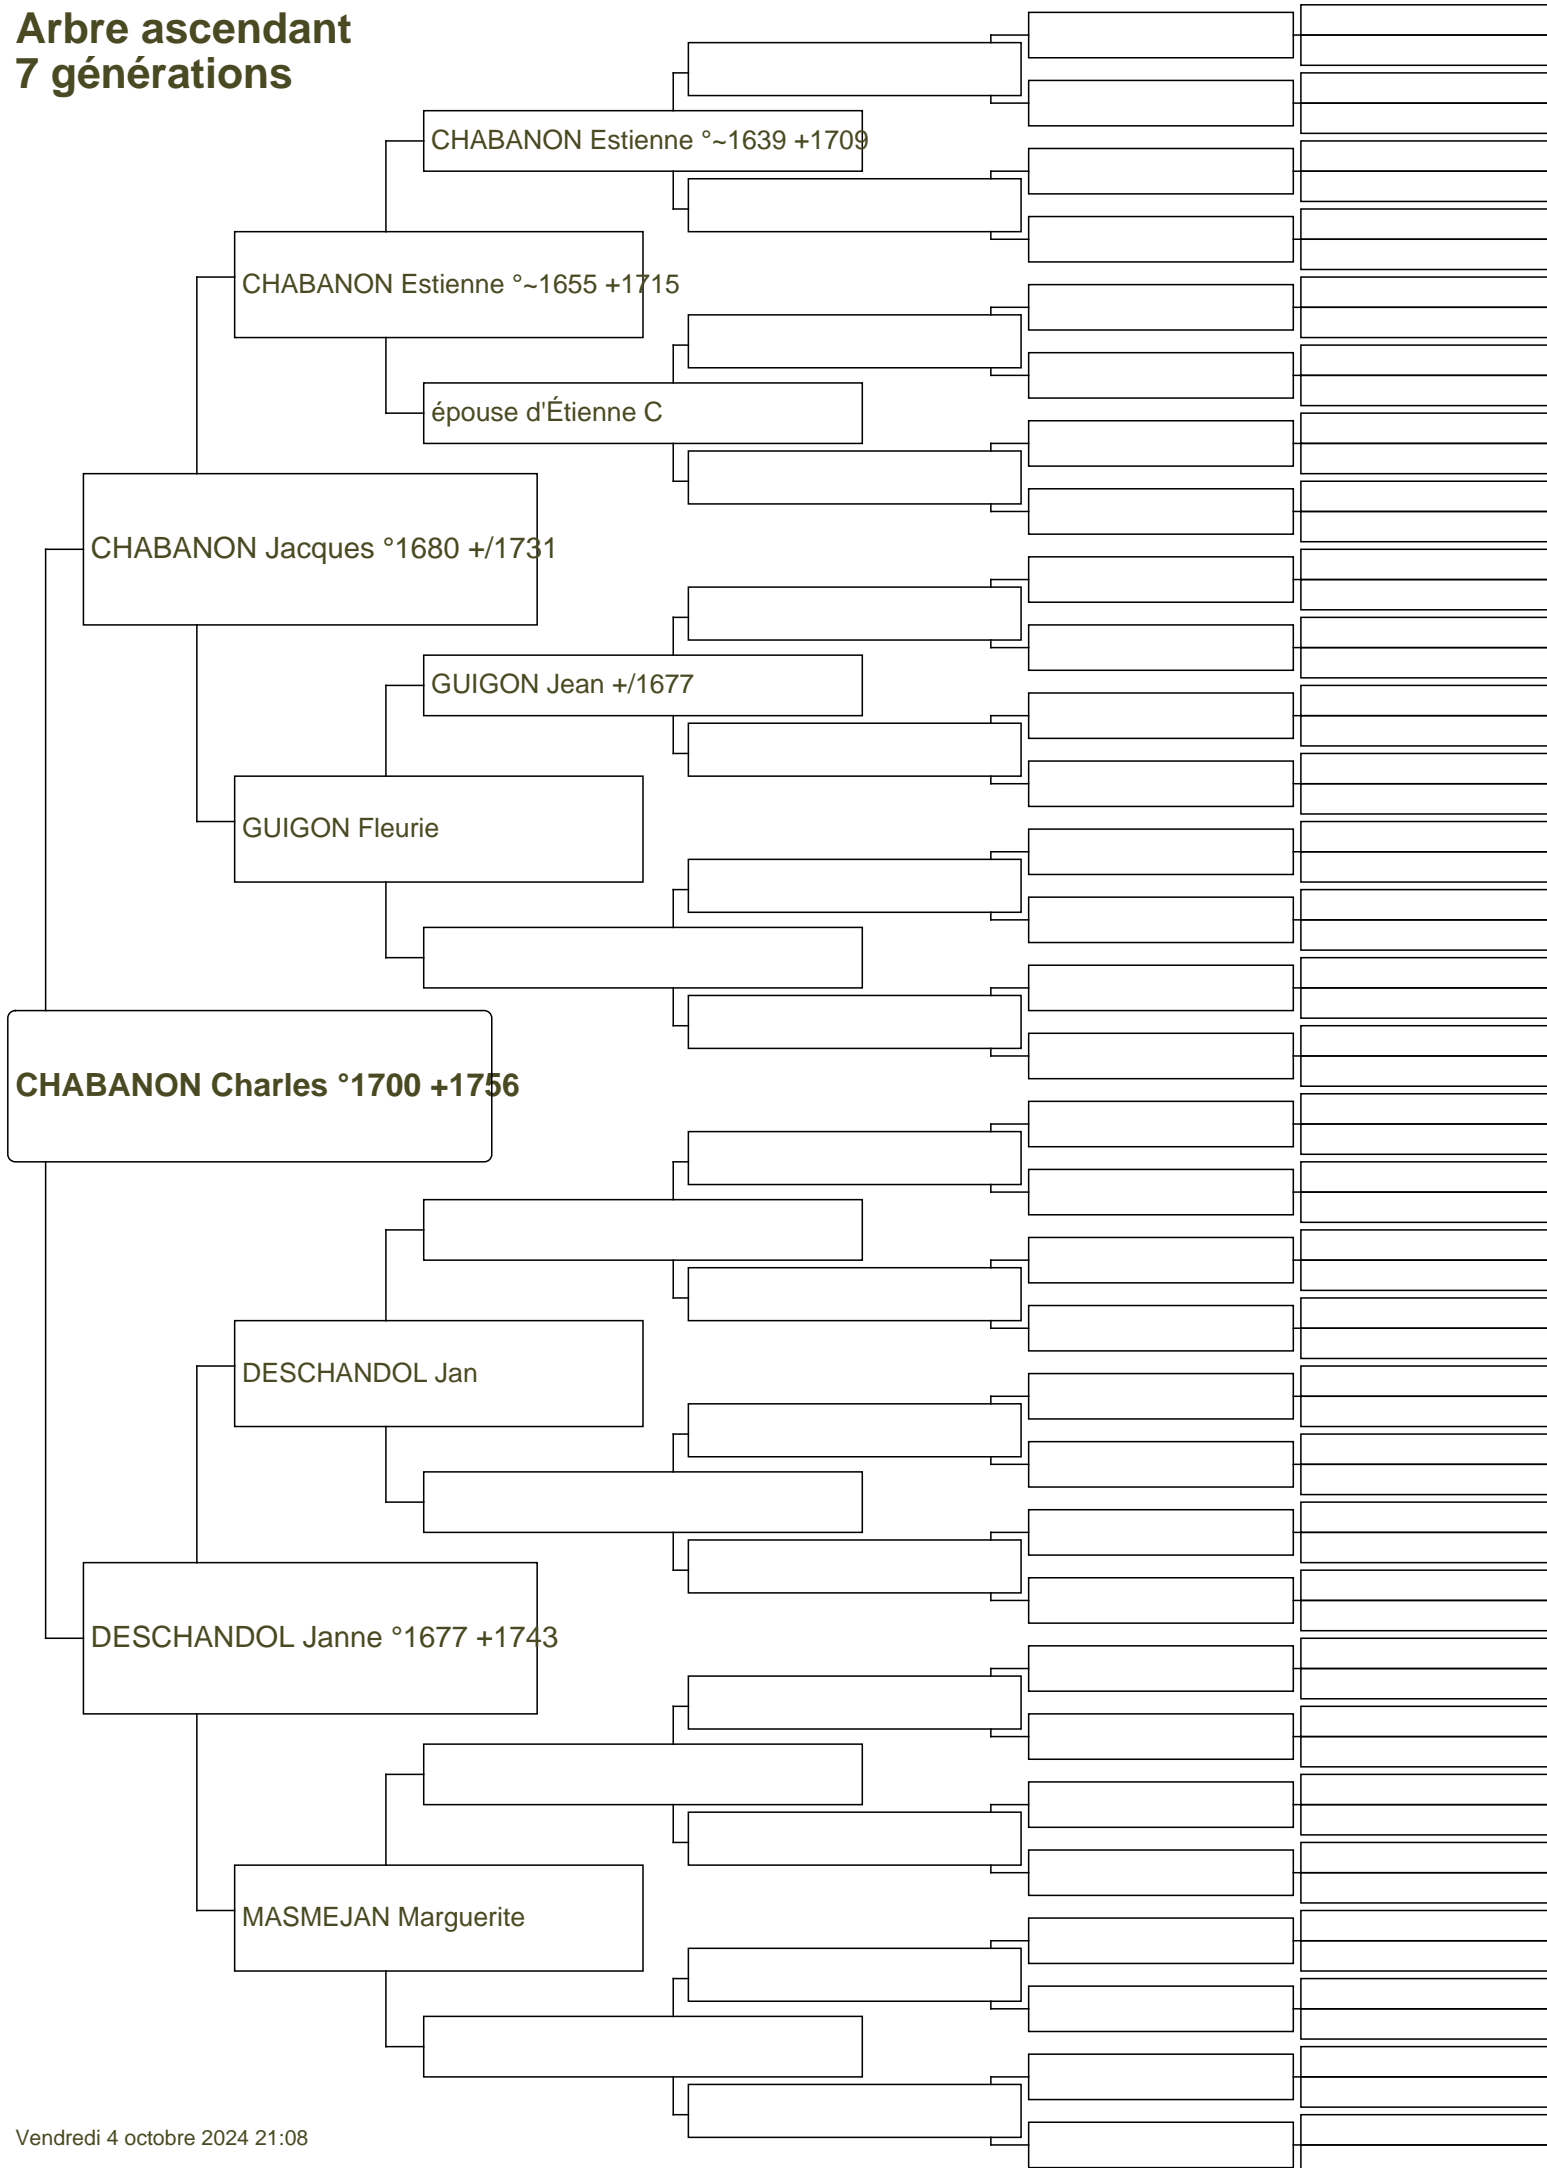 Arbre ascendant
7 générations
CHABANON Estienne °~1639 +1709
CHABANON Estienne °~1655 +1715
épouse d'Étienne C
CHABANON Jacques °1680 +/1731
GUIGON Jean +/1677
GUIGON Fleurie
CHABANON Charles °1700 +1756
DESCHANDOL Jan
DESCHANDOL Janne °1677 +1743
MASMEJAN Marguerite
Vendredi 4 octobre 2024 21:08